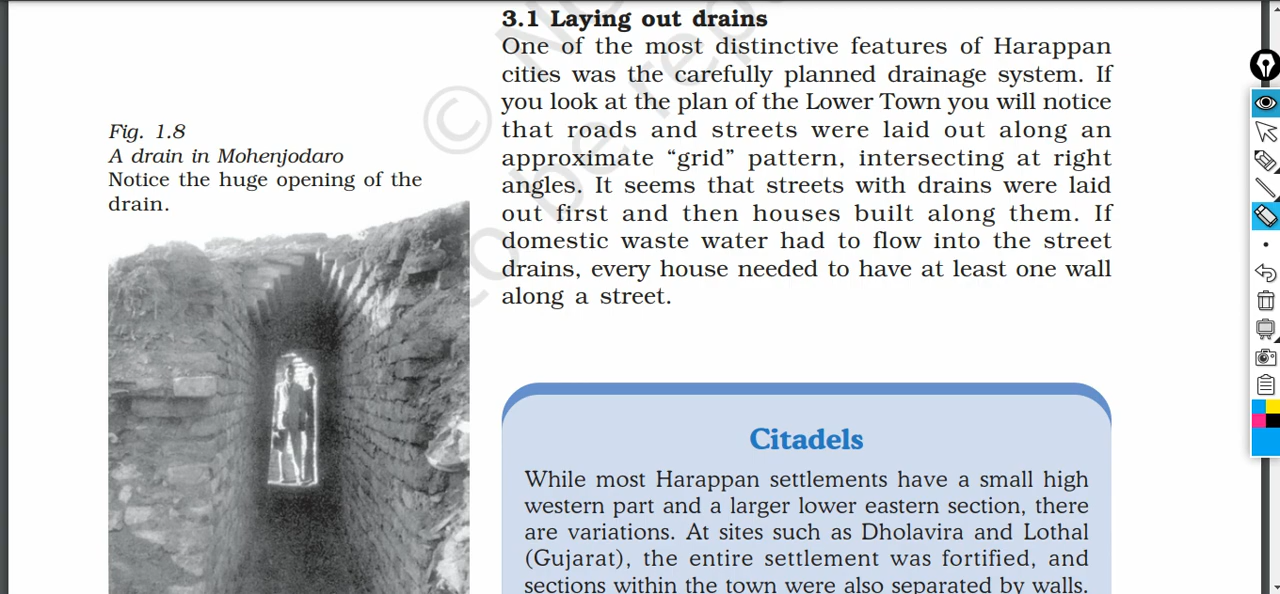 3.1 Laying out drains
One of the most distinctive features of Harappan
cities was the carefully planned drainage system. If
you look at the plan of the Lower Town you will notice
that roads and streets were laid out along an
approximate “grid” pattern, intersecting at right
angles. It seems that streets with drains were laid
out first and then houses built along them. If
domestic waste water had to flow into the street
drains, every house needed to have at least one wall
along a street.
Fig. 1.8
A drain in Mohenjodaro
Notice the huge opening of the
drain.
Citadels
While most Harappan settlements have a small high
western part and a larger lower eastern section, there
are variations. At sites such as Dholavira and Lothal
(Gujarat), the entire settlement was fortified, and
sections within the town were also separated by walls.
© N
to be rep